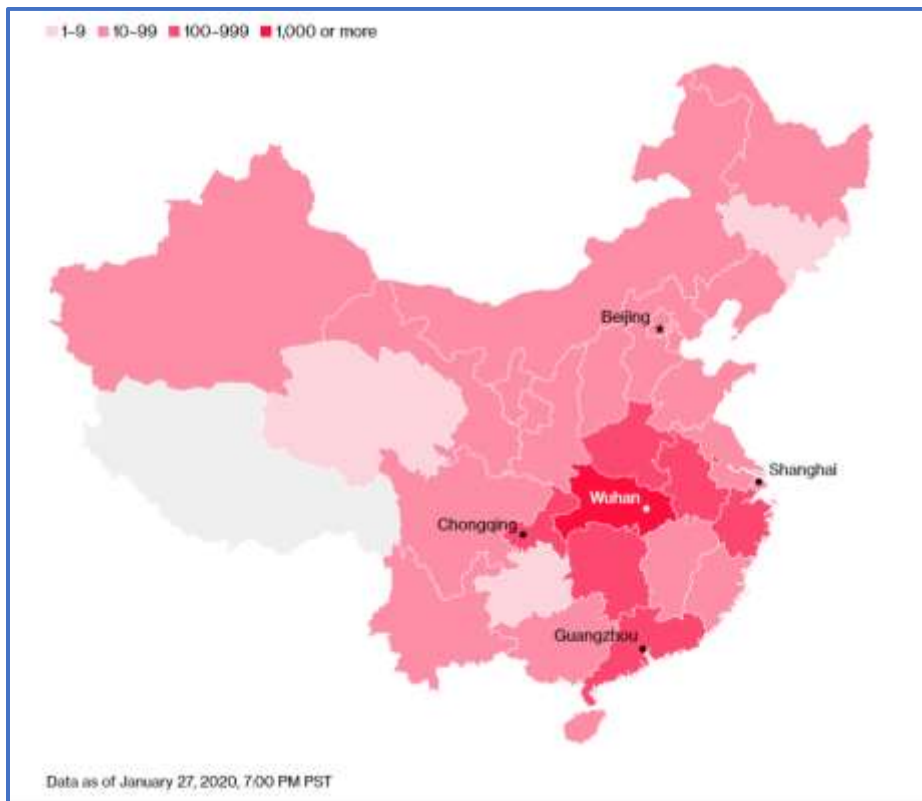 1–9 10–99 100–999 1,000 or more
Beijing
Shanghai
Wuhan
Chongqing
Guangzhou
Data as of January 27, 2020, 7:00 PM PST